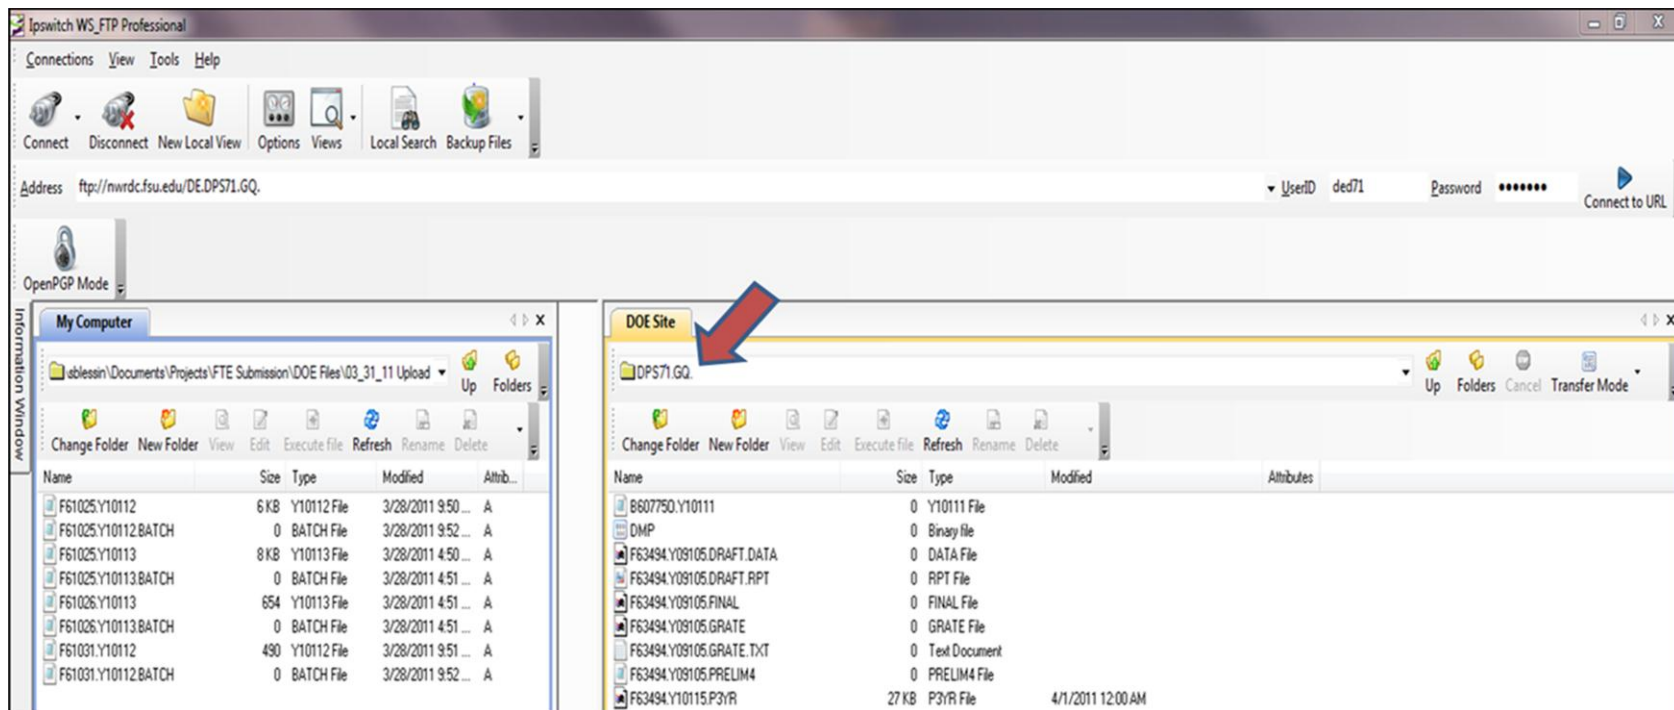 Ipswitch WS_FTP Professional
Connections View Tools Help
Connect Disconnect New Local View Options Views Local Search Backup Files
Address ftp://nwrdc.fsu.edu/DE.DPS71.GQ. UserID ded71 Password ••••••• Connect to URL
OpenPGP Mode
Information Window
My Computer
ablessin\Documents\Projects\FTE Submission\DOE Files\03_31_11 Upload Up Folders
Change Folder New Folder View Edit Execute file Refresh Rename Delete
Name Size Type Modified Attrib...
F61025.Y10112 6 KB Y10112 File 3/28/2011 9:50 ... A
F61025.Y10112.BATCH 0 BATCH File 3/28/2011 9:52 ... A
F61025.Y10113 8 KB Y10113 File 3/28/2011 4:50 ... A
F61025.Y10113.BATCH 0 BATCH File 3/28/2011 4:51 ... A
F61026.Y10113 654 Y10113 File 3/28/2011 4:51 ... A
F61026.Y10113.BATCH 0 BATCH File 3/28/2011 4:51 ... A
F61031.Y10112 490 Y10112 File 3/28/2011 9:51 ... A
F61031.Y10112.BATCH 0 BATCH File 3/28/2011 9:52 ... A
DOE Site
DPS71.GQ. Up Folders Cancel Transfer Mode
Change Folder New Folder View Edit Execute file Refresh Rename Delete
Name Size Type Modified Attributes
B607750.Y10111 0 Y10111 File
DMP 0 Binary file
F63494.Y09105.DRAFT.DATA 0 DATA File
F63494.Y09105.DRAFT.RPT 0 RPT File
F63494.Y09105.FINAL 0 FINAL File
F63494.Y09105.GRATE 0 GRATE File
F63494.Y09105.GRATE.TXT 0 Text Document
F63494.Y09105.PRELIM4 0 PRELIM4 File
F63494.Y10115.P3YR 27 KB P3YR File 4/1/2011 12:00 AM